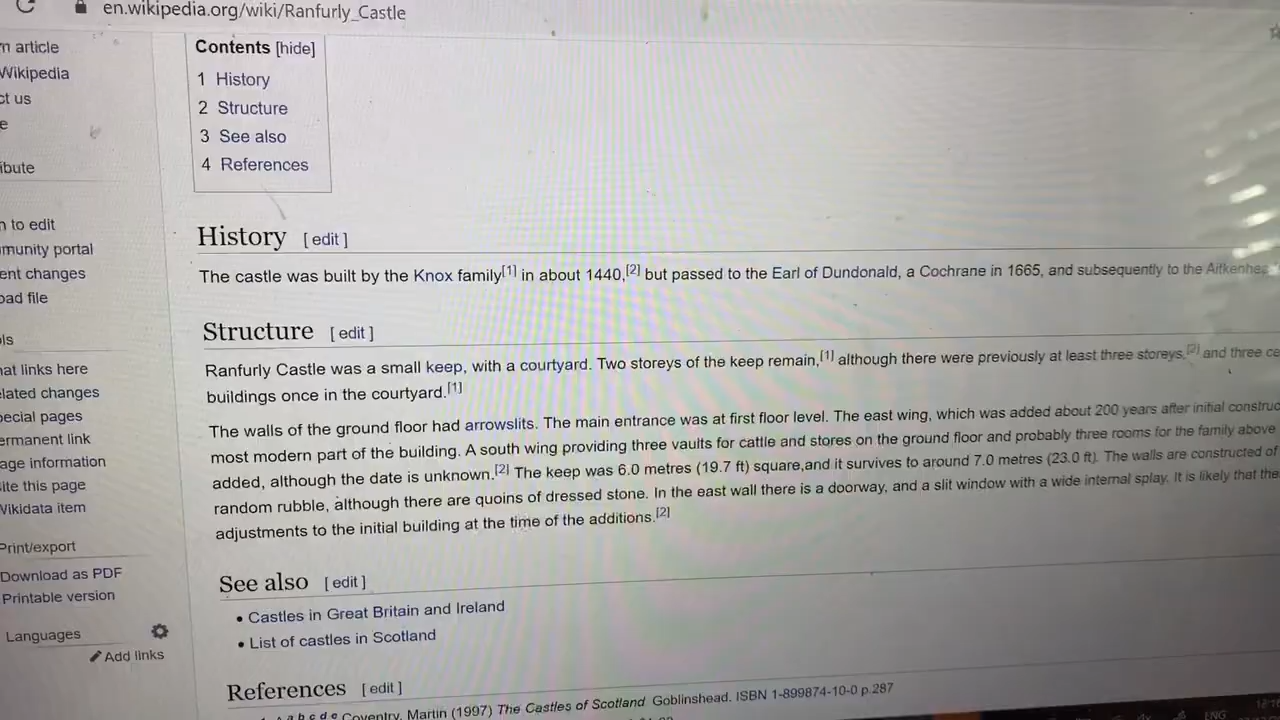 en.wikipedia.org/wiki/Ranfurly_Castle
article
Wikipedia
us
Contents [hide]
1 History
2 Structure
3 See also
4 References
to edit
portal
changes
file
links here
changes
pages
link
information
this page
Wikidata item
Print/export
Download as PDF
Printable version
Languages
Add links
History [ edit ]
The castle was built by the Knox family[1] in about 1440,[2] but passed to the Earl of Dundonald, a Cochrane in 1665, and subsequently to the
Structure [ edit ]
Ranfurly Castle was a small keep, with a courtyard. Two storeys of the keep remain,[1] although there were previously at least three storeys,[2] and three
buildings once in the courtyard.[1]
The walls of the ground floor had arrowslits. The main entrance was at first floor level. The east wing, which was added about 200 years after initial
most modern part of the building. A south wing providing three vaults for cattle and stores on the ground floor and probably three rooms for the family above
added, although the date is unknown.[2] The keep was 6.0 metres (19.7 ft) square,and it survives to around 7.0 metres (23.0 ft). The walls are constructed of
random rubble, although there are quoins of dressed stone. In the east wall there is a doorway, and a slit window with a wide internal splay. It is likely that the
adjustments to the initial building at the time of the additions.[2]
See also [ edit ]
• Castles in Great Britain and Ireland
• List of castles in Scotland
References [ edit ]
a b c d e Coventry, Martin (1997) The Castles of Scotland Goblinshead. ISBN 1-899874-10-0 p.287
ENG